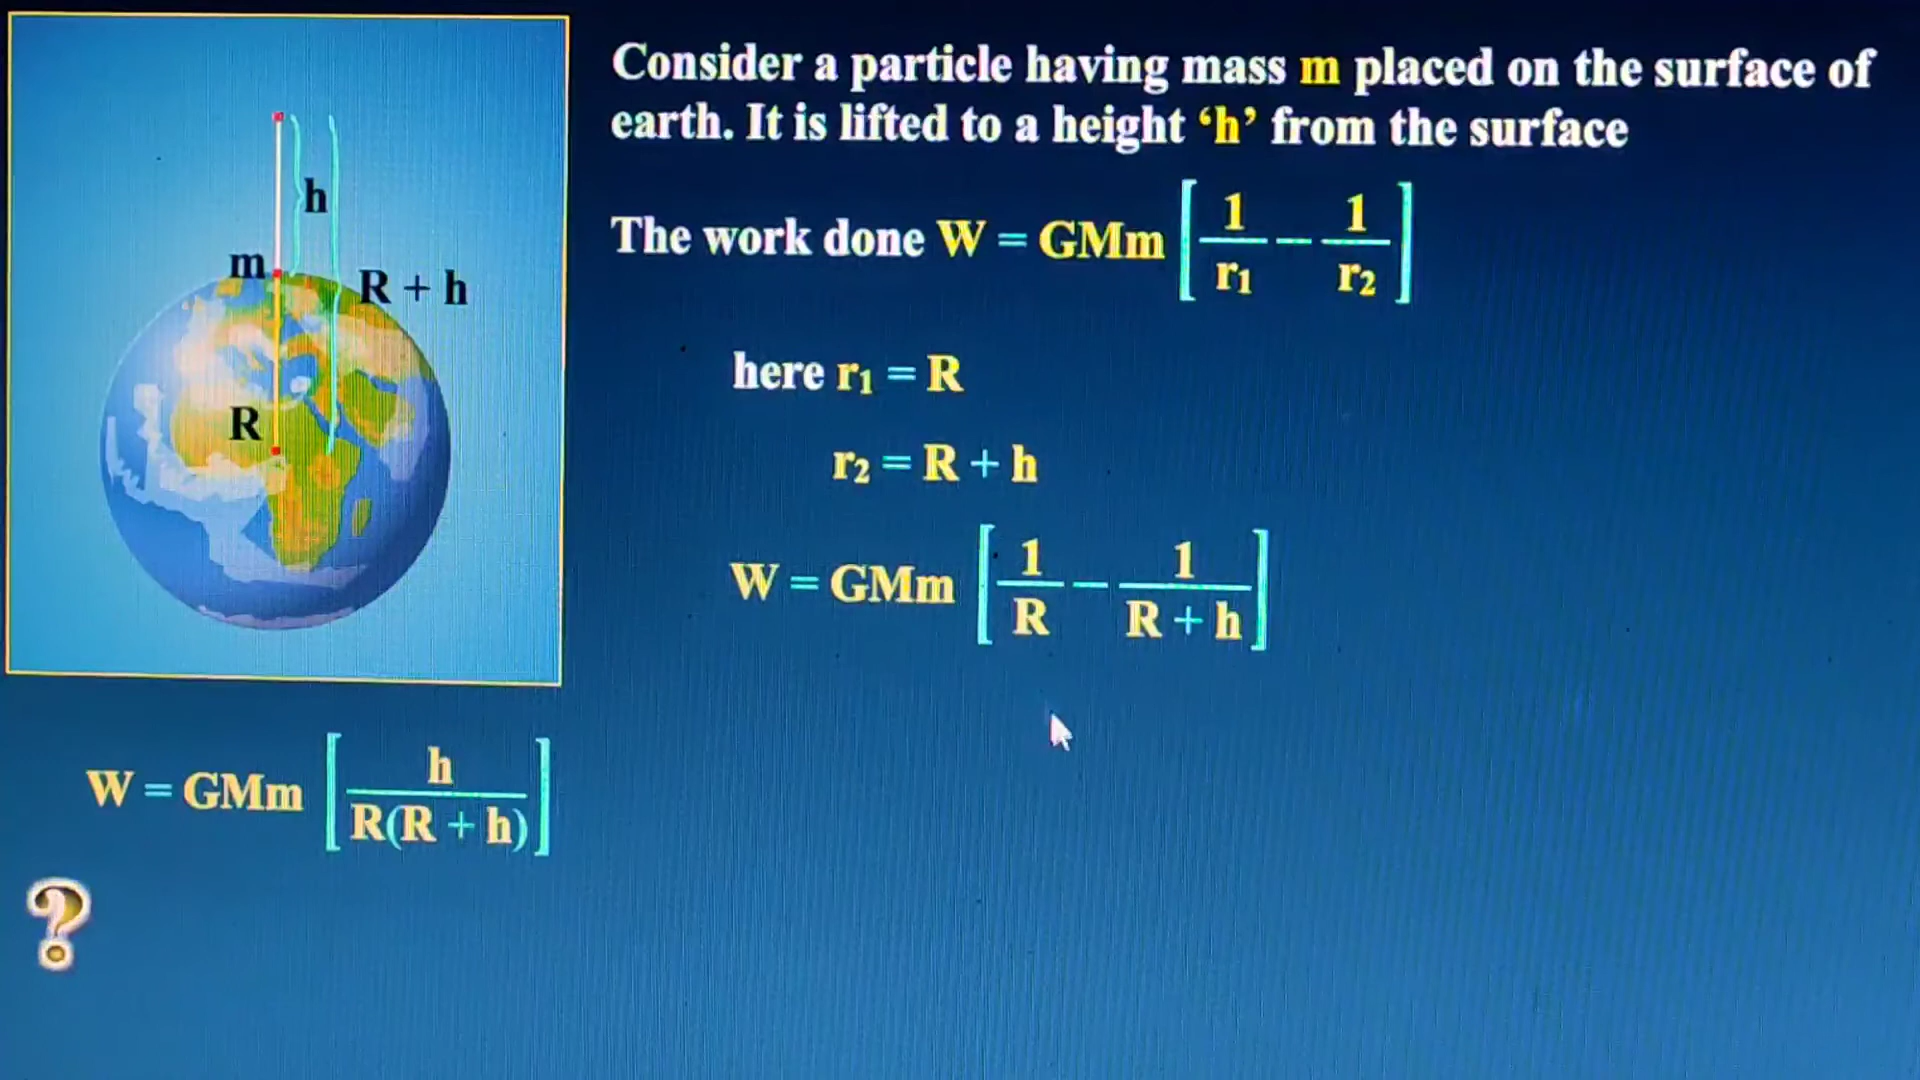 Consider a particle having mass m placed on the surface of
earth. It is lifted to a height ‘h’ from the surface
h
m
R + h
R
The work done W = GMm [1/r₁ − 1/r₂]
here r₁ = R
r₂ = R + h
W = GMm [1/R − 1/(R + h)]
W = GMm [h/R(R + h)]
?